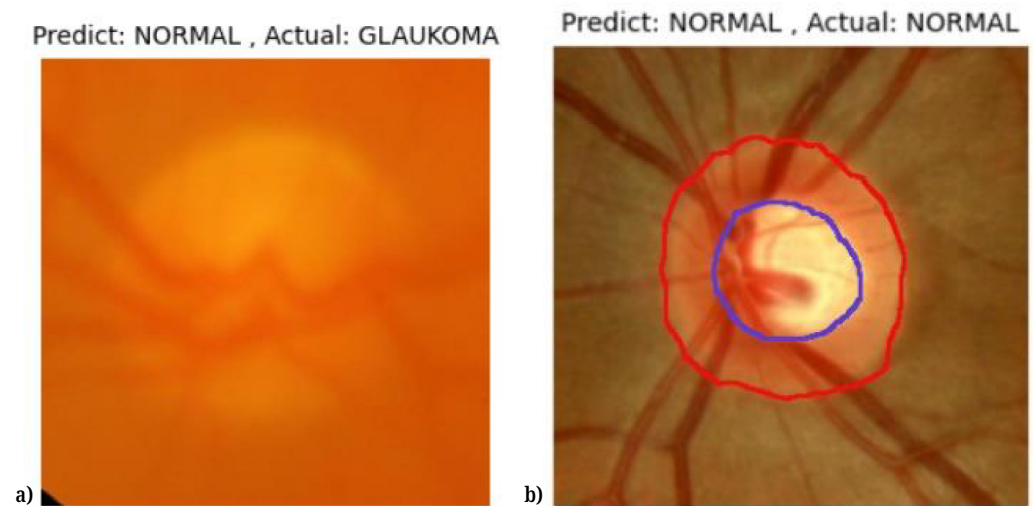 Predict: NORMAL , Actual: GLAUKOMA
Predict: NORMAL , Actual: NORMAL
a)
b)